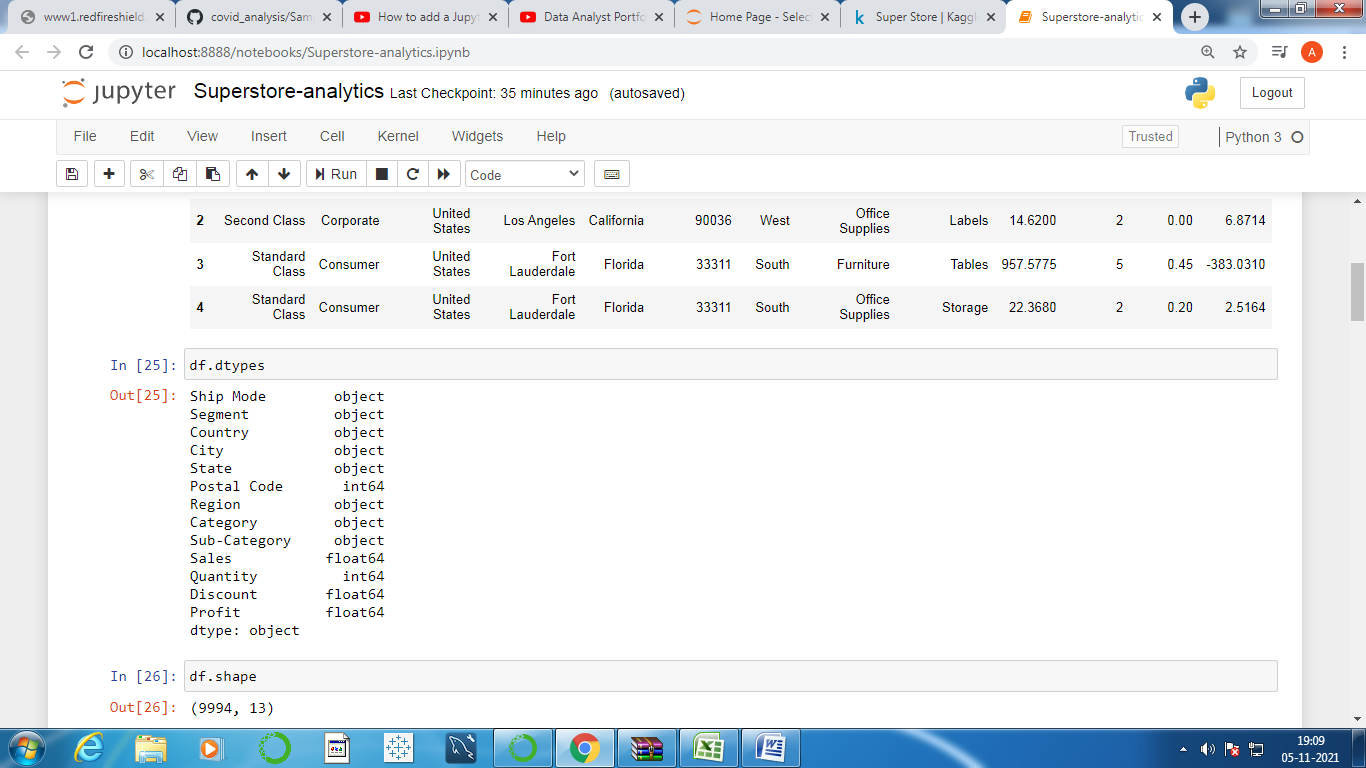 www1.redfireshield.
covid_analysis/Sam
How to add a Jupyt
Data Analyst Portfo
Home Page - Selec
Super Store | Kaggl
Superstore-analytic
localhost:8888/notebooks/Superstore-analytics.ipynb
A
jupyter Superstore-analytics Last Checkpoint: 35 minutes ago (autosaved)
Logout
File Edit View Insert Cell Kernel Widgets Help
Trusted
Python 3
Run
Code
2 Second Class Corporate United States Los Angeles California 90036 West Office Supplies Labels 14.6200 2 0.00 6.8714
3 Standard Class Consumer United States Fort Lauderdale Florida 33311 South Furniture Tables 957.5775 5 0.45 -383.0310
4 Standard Class Consumer United States Fort Lauderdale Florida 33311 South Office Supplies Storage 22.3680 2 0.20 2.5164
In [25]: df.dtypes
Out[25]: Ship Mode object
Segment object
Country object
City object
State object
Postal Code int64
Region object
Category object
Sub-Category object
Sales float64
Quantity int64
Discount float64
Profit float64
dtype: object
In [26]: df.shape
Out[26]: (9994, 13)
19:09
05-11-2021